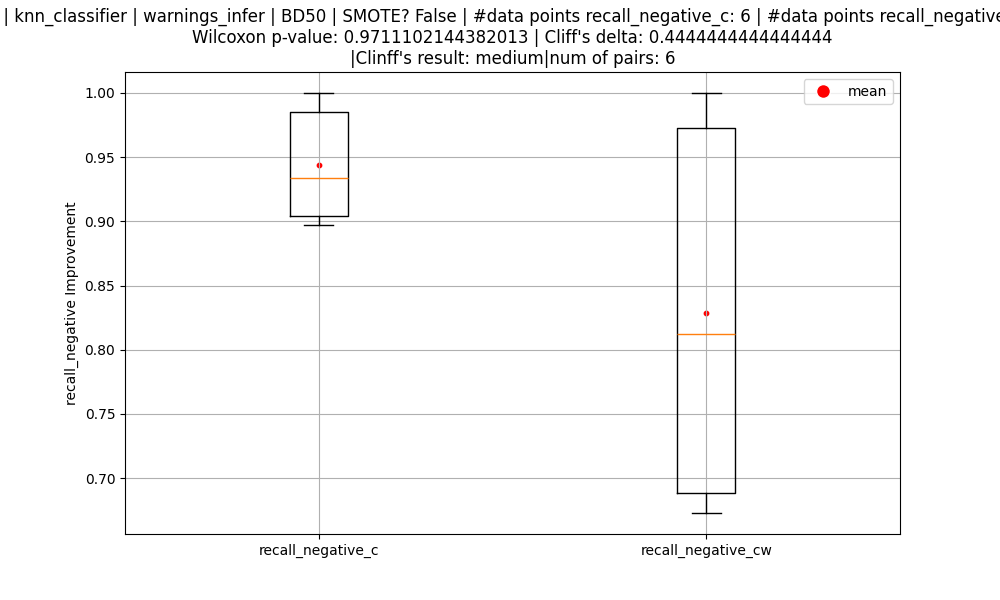 | knn_classifier | warnings_infer | BD50 | SMOTE? False | #data points recall_negative_c: 6 | #data points recall_negative
Wilcoxon p-value: 0.9711102144382013 | Cliff's delta: 0.4444444444444444
|Clinff's result: medium|num of pairs: 6
mean
1.00
0.95
0.90
0.85
0.80
0.75
0.70
recall_negative Improvement
recall_negative_c
recall_negative_cw